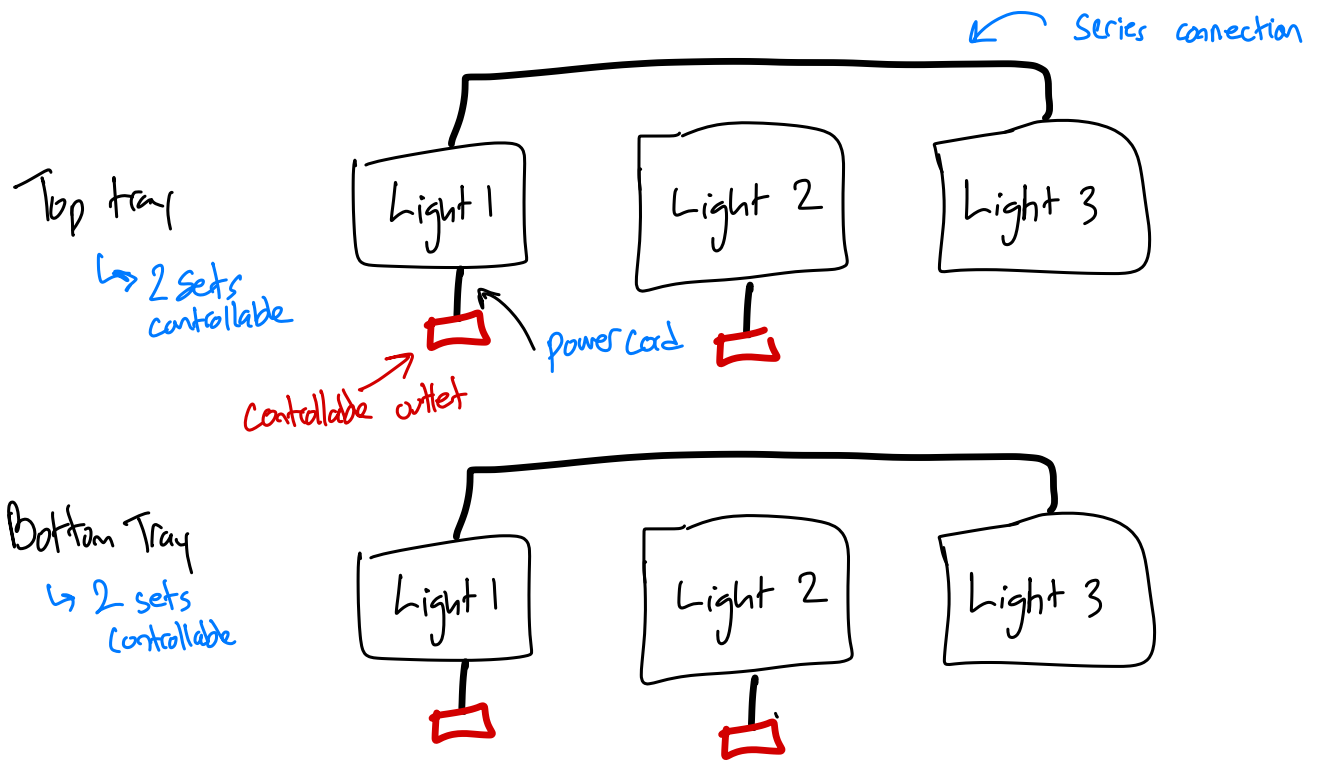 series connection
Top tray
↳ 2 sets
controllable
Light 1
Light 2
Light 3
power cord
controllable outlet
Bottom Tray
↳ 2 sets
controllable
Light 1
Light 2
Light 3